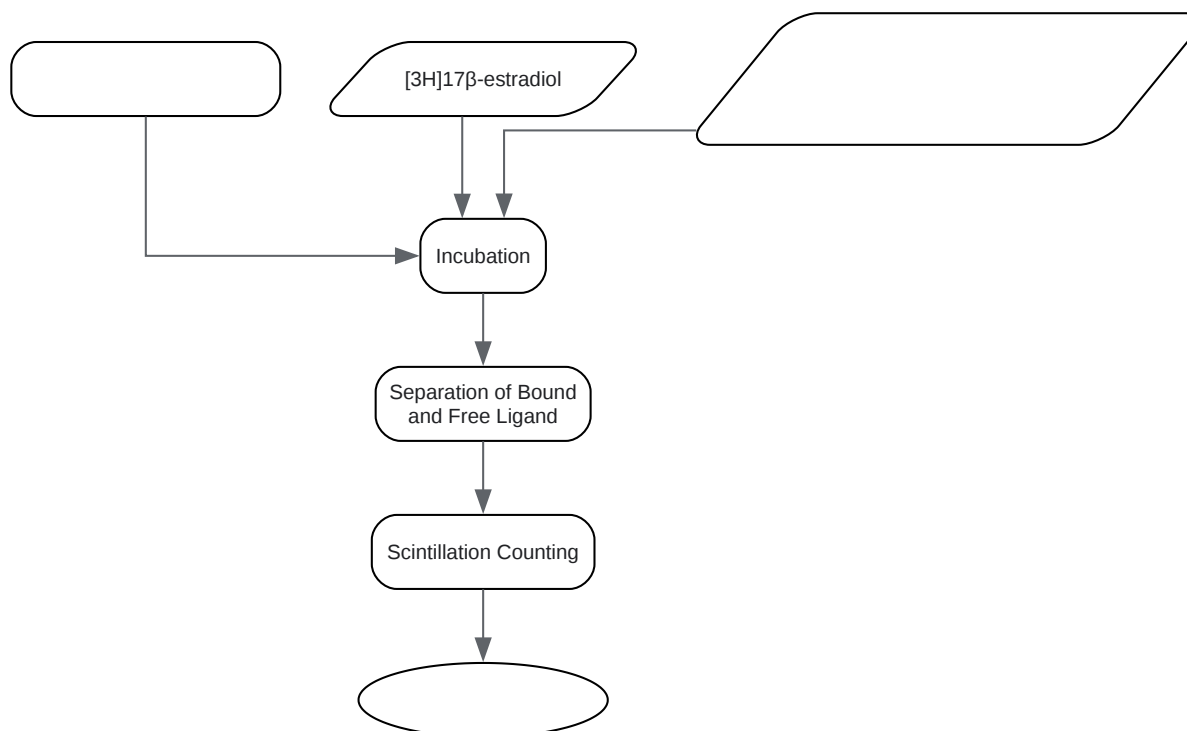 [3H]17β-estradiol
Incubation
Separation of Bound
and Free Ligand
Scintillation Counting